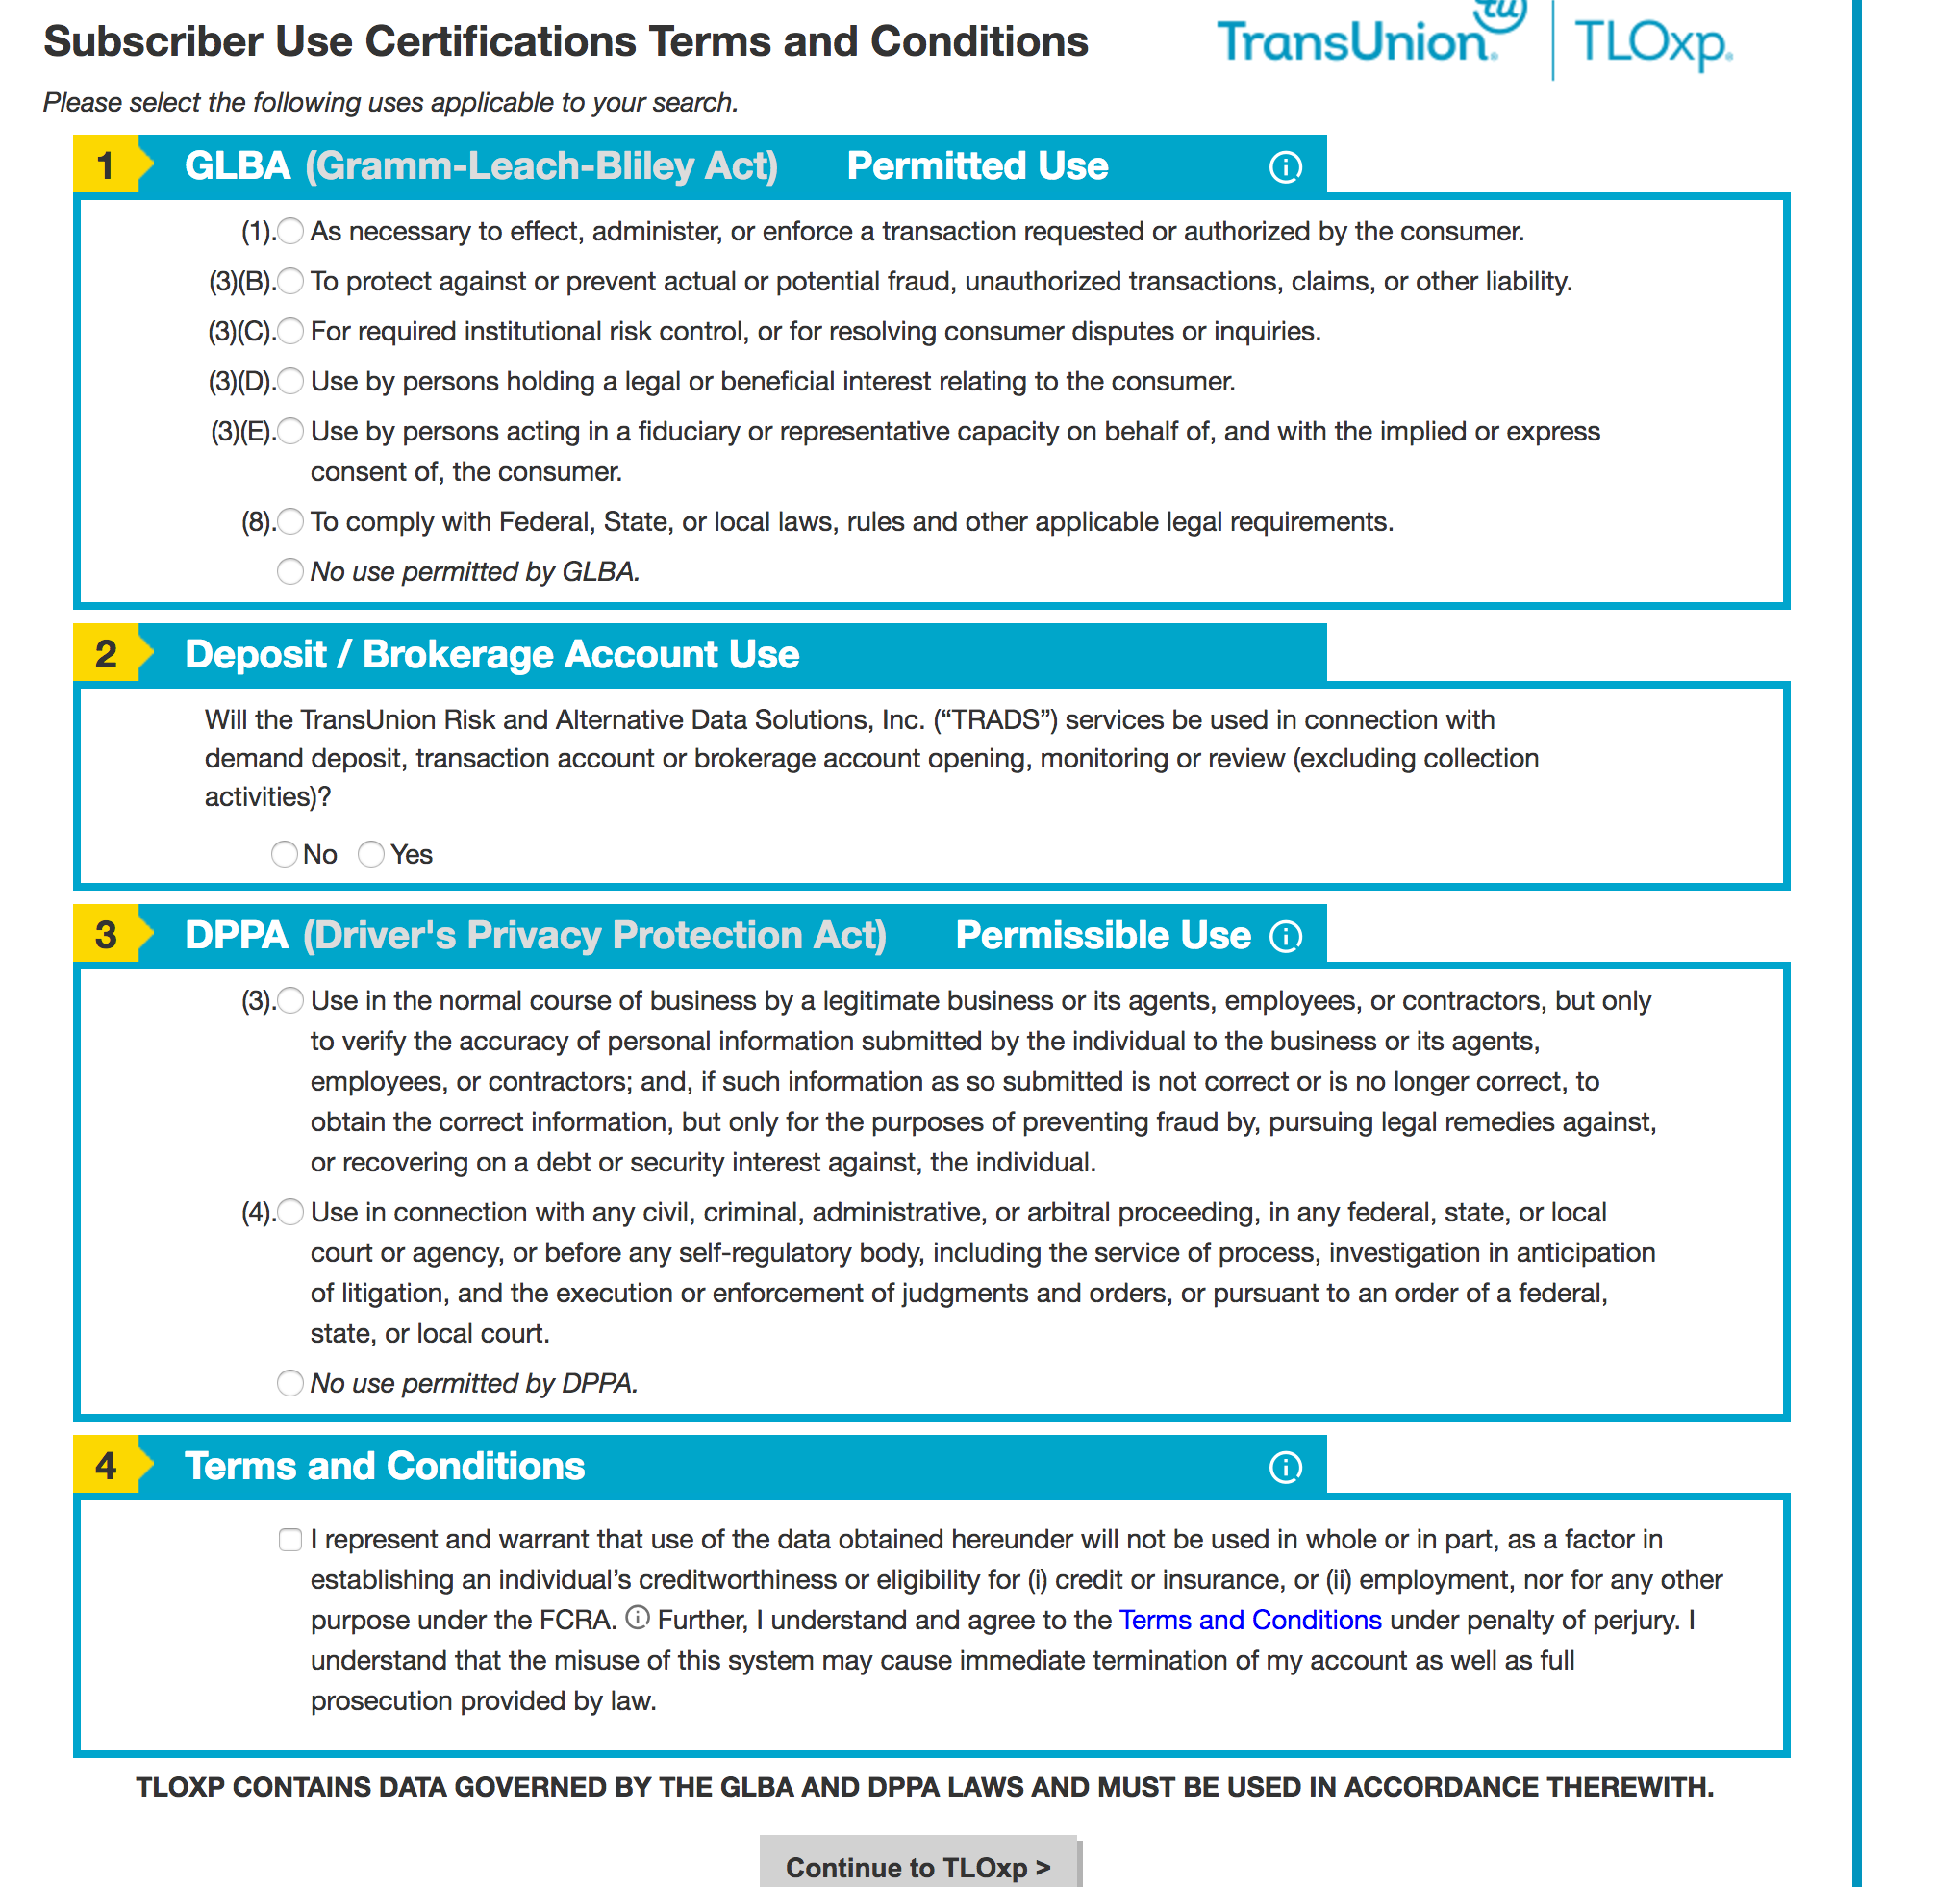 Subscriber Use Certifications Terms and Conditions
tu
TransUnion® | TLOxp®
Please select the following uses applicable to your search.
1 GLBA (Gramm-Leach-Bliley Act) Permitted Use
(1). As necessary to effect, administer, or enforce a transaction requested or authorized by the consumer.
(3)(B). To protect against or prevent actual or potential fraud, unauthorized transactions, claims, or other liability.
(3)(C). For required institutional risk control, or for resolving consumer disputes or inquiries.
(3)(D). Use by persons holding a legal or beneficial interest relating to the consumer.
(3)(E). Use by persons acting in a fiduciary or representative capacity on behalf of, and with the implied or express
consent of, the consumer.
(8). To comply with Federal, State, or local laws, rules and other applicable legal requirements.
No use permitted by GLBA.
2 Deposit / Brokerage Account Use
Will the TransUnion Risk and Alternative Data Solutions, Inc. (“TRADS”) services be used in connection with
demand deposit, transaction account or brokerage account opening, monitoring or review (excluding collection
activities)?
No Yes
3 DPPA (Driver's Privacy Protection Act) Permissible Use
(3). Use in the normal course of business by a legitimate business or its agents, employees, or contractors, but only
to verify the accuracy of personal information submitted by the individual to the business or its agents,
employees, or contractors; and, if such information as so submitted is not correct or is no longer correct, to
obtain the correct information, but only for the purposes of preventing fraud by, pursuing legal remedies against,
or recovering on a debt or security interest against, the individual.
(4). Use in connection with any civil, criminal, administrative, or arbitral proceeding, in any federal, state, or local
court or agency, or before any self-regulatory body, including the service of process, investigation in anticipation
of litigation, and the execution or enforcement of judgments and orders, or pursuant to an order of a federal,
state, or local court.
No use permitted by DPPA.
4 Terms and Conditions
I represent and warrant that use of the data obtained hereunder will not be used in whole or in part, as a factor in
establishing an individual’s creditworthiness or eligibility for (i) credit or insurance, or (ii) employment, nor for any other
purpose under the FCRA. Further, I understand and agree to the Terms and Conditions under penalty of perjury. I
understand that the misuse of this system may cause immediate termination of my account as well as full
prosecution provided by law.
TLOXP CONTAINS DATA GOVERNED BY THE GLBA AND DPPA LAWS AND MUST BE USED IN ACCORDANCE THEREWITH.
Continue to TLOxp >